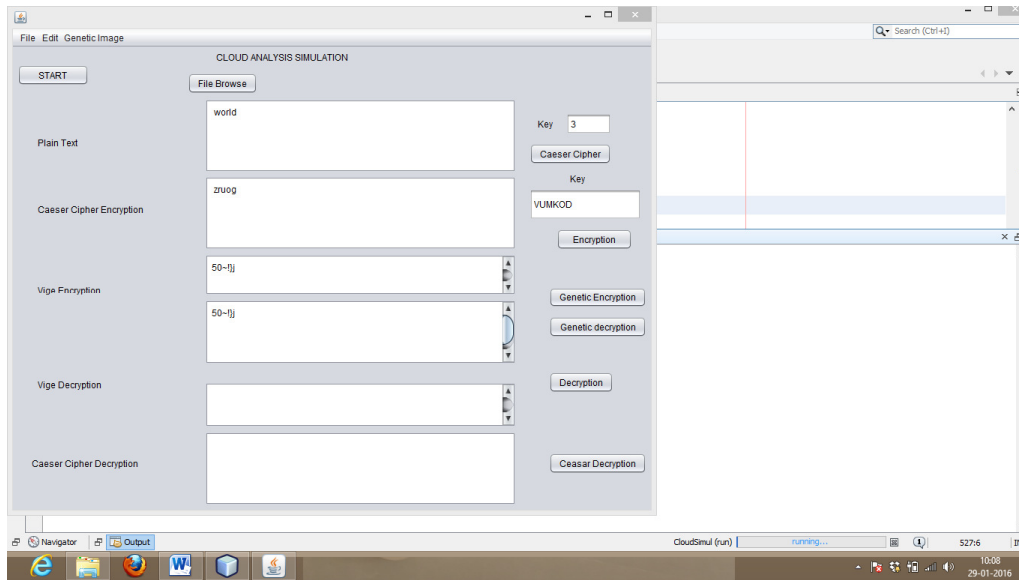 File Edit Genetic Image
Search (Ctrl+I)
CLOUD ANALYSIS SIMULATION
START
File Browse
Plain Text
world
Key 3
Caeser Cipher
Key
Caeser Cipher Encryption
zruog
VUMKOD
Encryption
Vige Encryption
50~!}j
Genetic Encryption
50~!}j
Genetic decryption
Vige Decryption
Decryption
Caeser Cipher Decryption
Ceasar Decryption
Navigator
Output
CloudSimul (run)
running...
527:6
10:08
29-01-2016